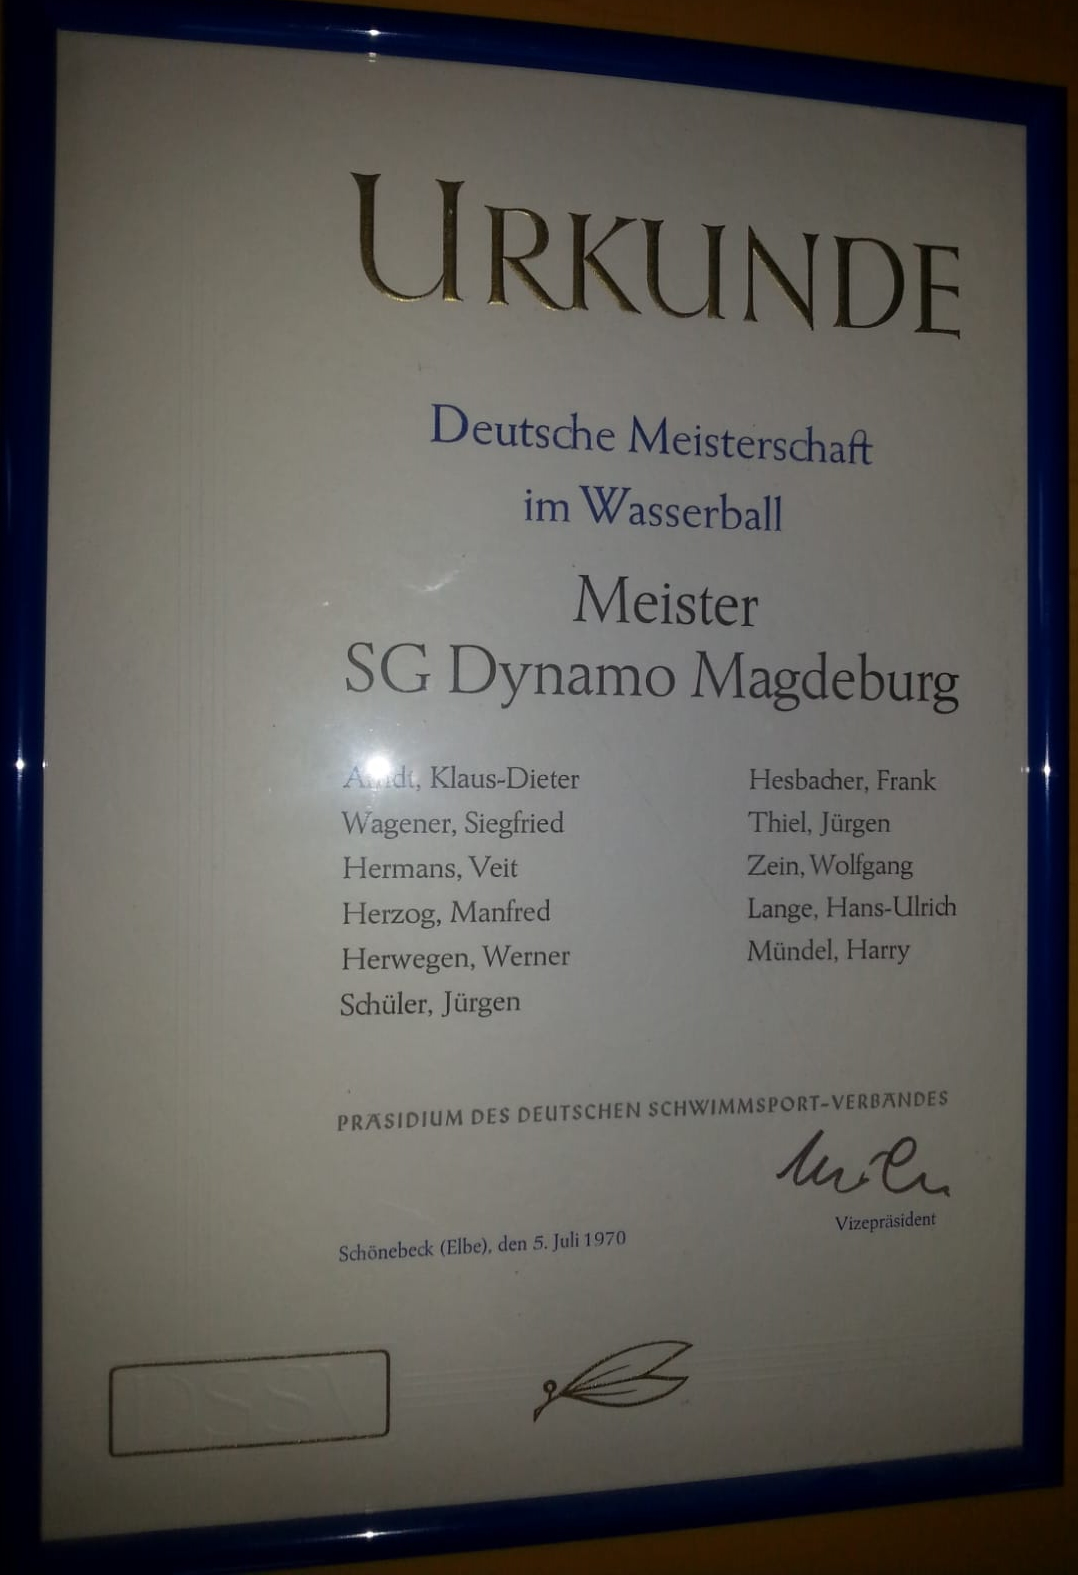 URKUNDE
Deutsche Meisterschaft
im Wasserball
Meister
SG Dynamo Magdeburg
Arndt, Klaus-Dieter
Wagener, Siegfried
Hermans, Veit
Herzog, Manfred
Herwegen, Werner
Schüler, Jürgen
Hesbacher, Frank
Thiel, Jürgen
Zein, Wolfgang
Lange, Hans-Ulrich
Mündel, Harry
PRÄSIDIUM DES DEUTSCHEN SCHWIMMSPORT-VERBANDES
Vizepräsident
Schönebeck (Elbe), den 5. Juli 1970